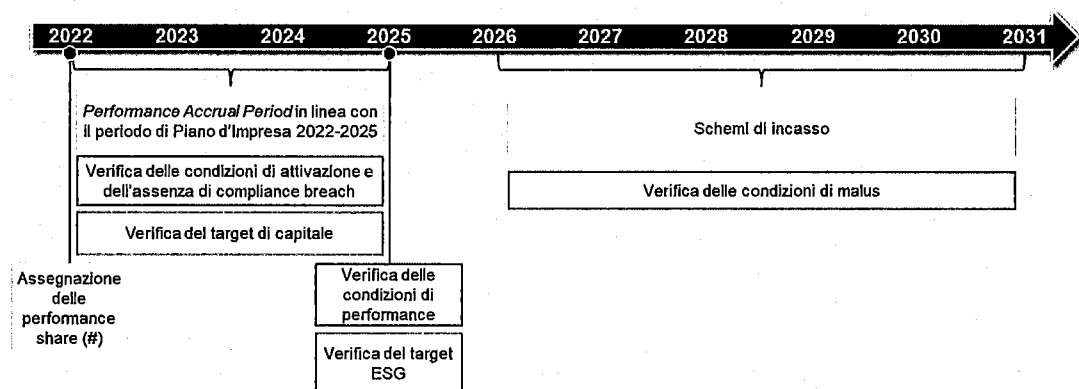 2022 2023 2024 2025 2026 2027 2028 2029 2030 2031
Performance Accrual Period in linea con
il periodo di Piano d'Impresa 2022-2025
Schemi di incasso
Verifica delle condizioni di attivazione e
dell'assenza di compliance breach
Verifica delle condizioni di malus
Verifica del target di capitale
Assegnazione
delle
performance
share (#)
Verifica delle
condizioni di
performance
Verifica del target
ESG